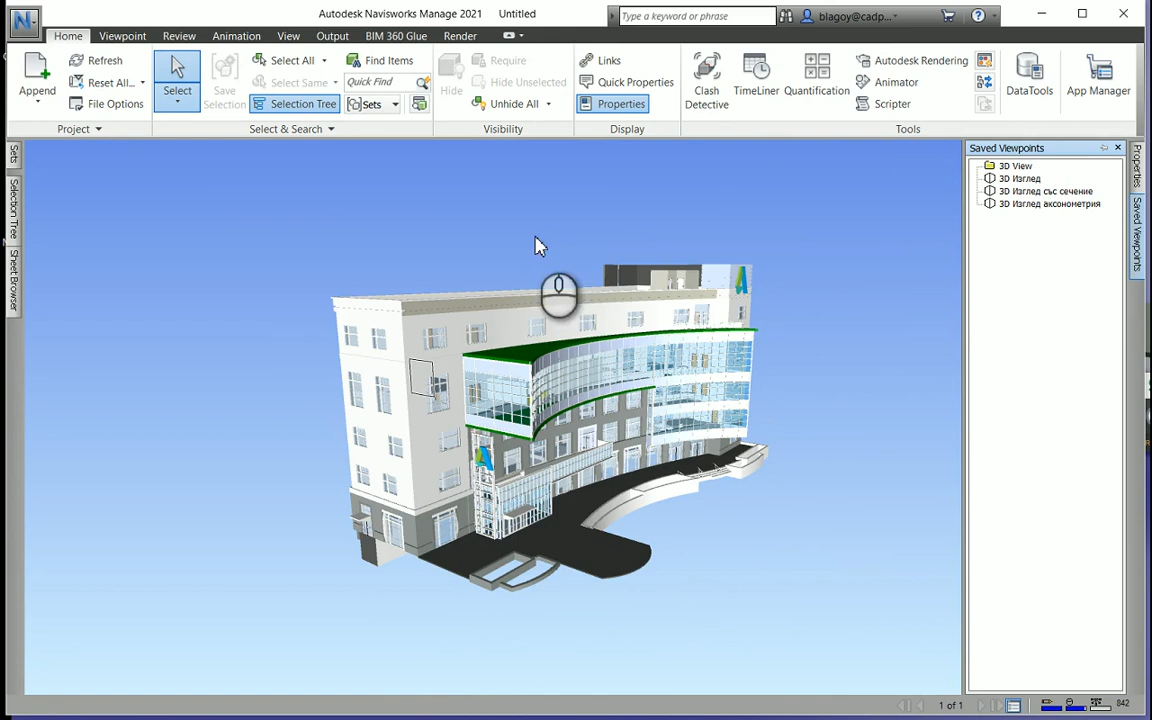 Autodesk Navisworks Manage 2021 Untitled
Type a keyword or phrase
blagoy@cadp...
Home Viewpoint Review Animation View Output BIM 360 Glue Render
Append
Refresh
Reset All...
File Options
Project
Select
Save Selection
Select All
Select Same
Selection Tree
Find Items
Quick Find
Sets
Select & Search
Hide
Require
Hide Unselected
Unhide All
Visibility
Links
Quick Properties
Properties
Display
Clash Detective
TimeLiner
Quantification
Autodesk Rendering
Animator
Scripter
Tools
DataTools
App Manager
Sets
Selection Tree
Sheet Browser
Saved Viewpoints
3D View
3D Изглед
3D Изглед със сечение
3D Изглед аксонометрия
Properties
Saved Viewpoints
1 of 1
842